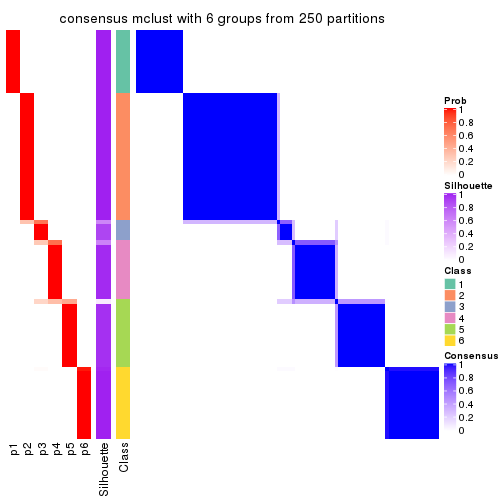 consensus mclust with 6 groups from 250 partitions
Prob
1
0.8
0.6
0.4
0.2
0
Silhouette
1
0.8
0.6
0.4
0.2
0
Class
1
2
3
4
5
6
Consensus
1
0.8
0.6
0.4
0.2
0
p1
p2
p3
p4
p5
p6
Silhouette
Class